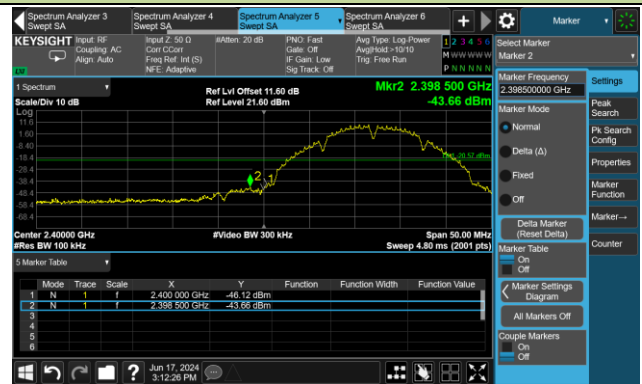 Spectrum Analyzer 3
Swept SA
Spectrum Analyzer 4
Swept SA
Spectrum Analyzer 5
Swept SA
Spectrum Analyzer 6
Swept SA
Marker
KEYSIGHT
Input: RF
Coupling: AC
Align: Auto
Input Z: 50 Ω
Corr CCorr
Freq Ref: Int (S)
NFE: Adaptive
#Atten: 20 dB
PNO: Fast
Gate: Off
IF Gain: Low
Sig Track: Off
Avg Type: Log-Power
Avg|Hold:>10/10
Trig: Free Run
1 2 3 4 5 6
M W W W W W
P N N N N N
LV
Select Marker
Marker 2
1 Spectrum
Scale/Div 10 dB
Log
Ref Lvl Offset 11.60 dB
Ref Level 21.60 dBm
Mkr2 2.398 500 GHz
-43.66 dBm
11.6
1.60
-8.40
-18.4
-28.4
-38.4
-48.4
-58.4
-68.4
2
1
Center 2.40000 GHz
#Res BW 100 kHz
#Video BW 300 kHz
Span 50.00 MHz
Sweep 4.80 ms (2001 pts)
5 Marker Table
Mode Trace Scale X Y Function Function Width Function Value
1 N 1 f 2.400 000 GHz -46.12 dBm
2 N 1 f 2.398 500 GHz -43.66 dBm
3
4
5
6
Marker Frequency
2.398500000 GHz
Marker Mode
Normal
Delta (Δ)
Fixed
Off
Delta Marker
(Reset Delta)
Marker Table
On
Off
Marker Settings
Diagram
All Markers Off
Couple Markers
On
Off
Settings
Peak
Search
Pk Search
Config
Properties
Marker
Function
Marker→
Counter
Jun 17, 2024
3:12:26 PM